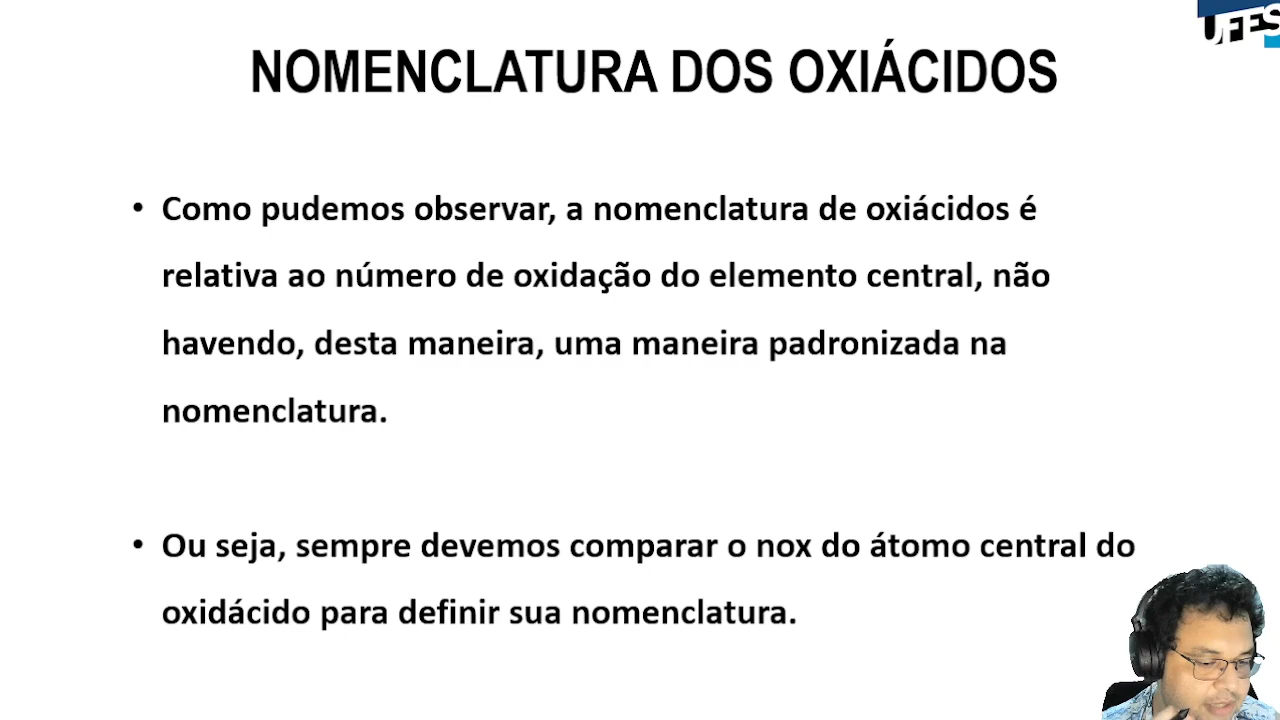 UFES
NOMENCLATURA DOS OXIÁCIDOS
• Como pudemos observar, a nomenclatura de oxiácidos é
relativa ao número de oxidação do elemento central, não
havendo, desta maneira, uma maneira padronizada na
nomenclatura.
• Ou seja, sempre devemos comparar o nox do átomo central do
oxidácido para definir sua nomenclatura.